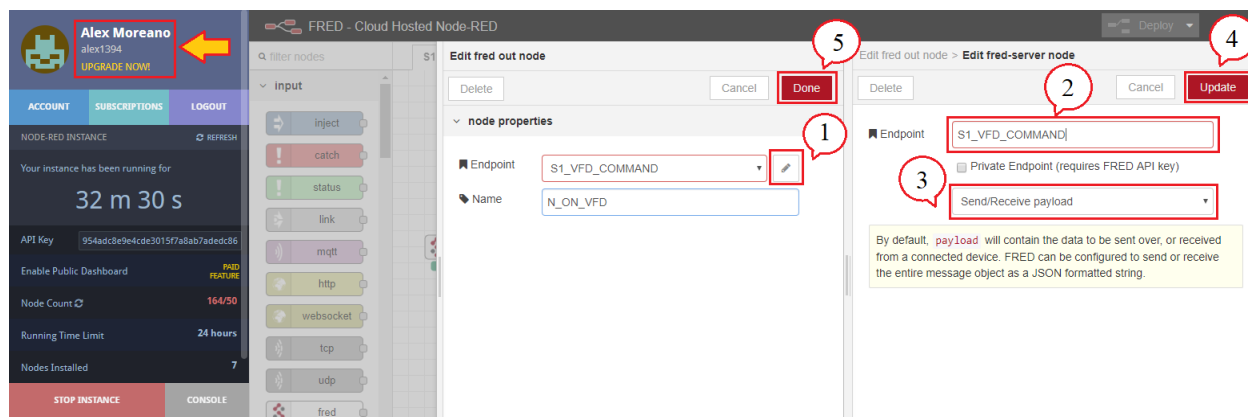 Alex Moreano
alex1394
UPGRADE NOW!
ACCOUNT
SUBSCRIPTIONS
LOGOUT
NODE-RED INSTANCE
REFRESH
Your instance has been running for
32 m 30 s
API Key
954adc8e9e4cde3015f7a8ab7adedc86
Enable Public Dashboard
PAID FEATURE
Node Count
164/50
Running Time Limit
24 hours
Nodes Installed
7
STOP INSTANCE
CONSOLE
FRED - Cloud Hosted Node-RED
Deploy
filter nodes
S1
input
inject
catch
status
link
mqtt
http
websocket
tcp
udp
fred
Edit fred out node
5
Delete
Cancel
Done
node properties
1
Endpoint
S1_VFD_COMMAND
Name
N_ON_VFD
Edit fred out node > Edit fred-server node
4
2
Delete
Cancel
Update
Endpoint
S1_VFD_COMMAND
Private Endpoint (requires FRED API key)
3
Send/Receive payload
By default, payload will contain the data to be sent over, or received
from a connected device. FRED can be configured to send or receive
the entire message object as a JSON formatted string.